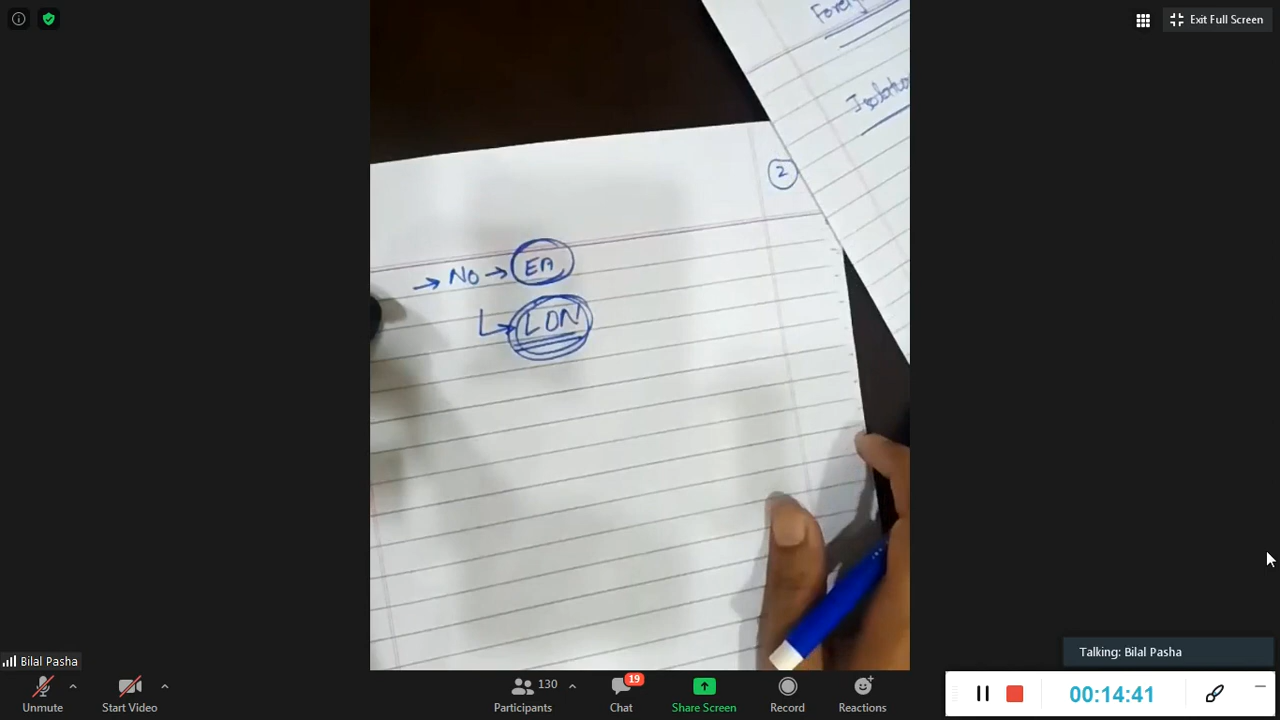 Exit Full Screen
2
→ No → EA
↳ LON
Bilal Pasha
Talking: Bilal Pasha
Unmute
Start Video
130
Participants
19
Chat
Share Screen
Record
Reactions
00:14:41